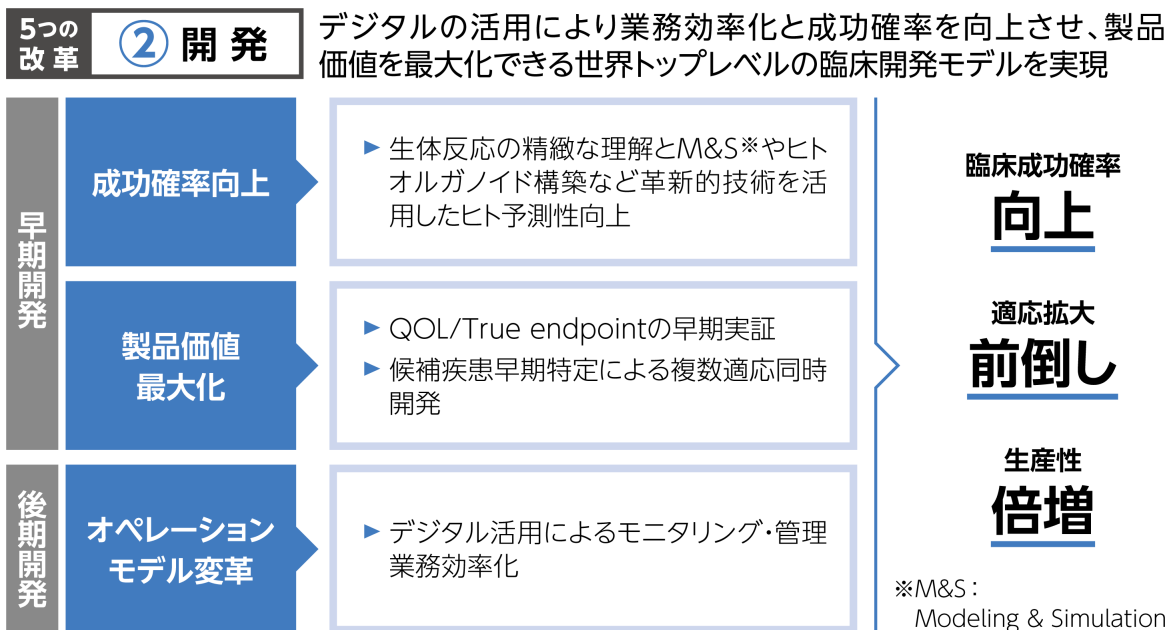 5つの
改革
② 開発
デジタルの活用により業務効率化と成功確率を向上させ、製品
価値を最大化できる世界トップレベルの臨床開発モデルを実現
早期開発
成功確率向上
▶ 生体反応の精緻な理解とM&S※やヒト
オルガノイド構築など革新的技術を活
用したヒト予測性向上
製品価値
最大化
▶ QOL/True endpointの早期実証
▶ 候補疾患早期特定による複数適応同時
開発
後期開発
オペレーション
モデル変革
▶ デジタル活用によるモニタリング・管理
業務効率化
臨床成功確率
向上
適応拡大
前倒し
生産性
倍増
※M&S：
Modeling & Simulation